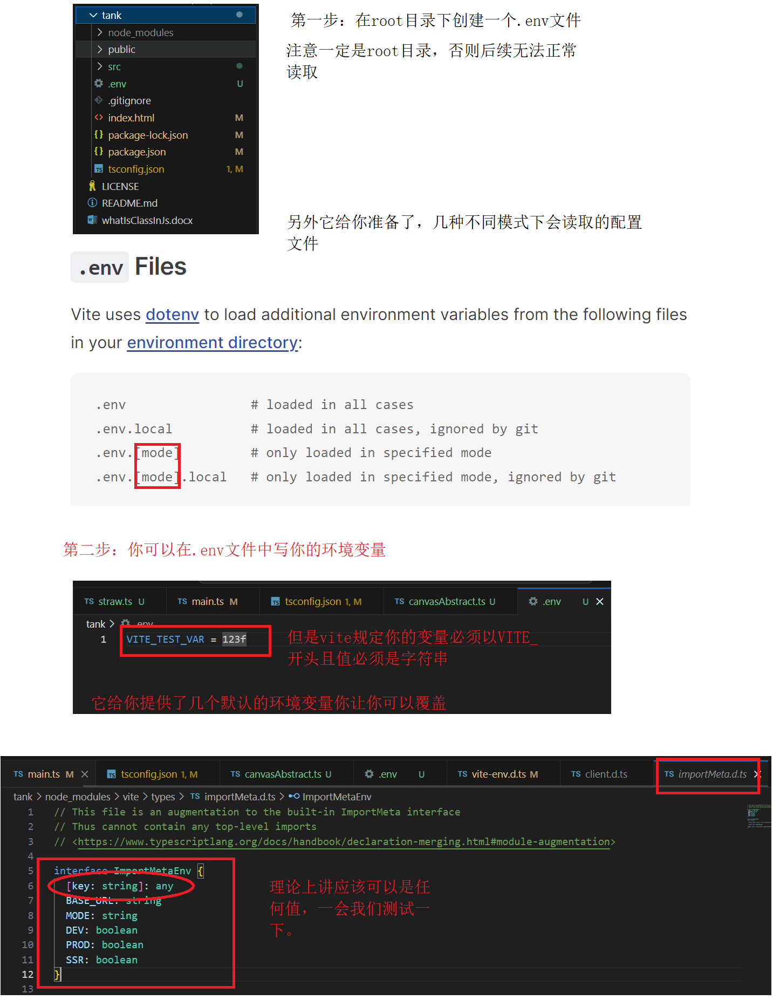 tank
node_modules
public
src
.env U
.gitignore
index.html M
package-lock.json M
package.json M
tsconfig.json 1, M
LICENSE
README.md
whatIsClassInJs.docx
第一步：在root目录下创建一个.env文件
注意一定是root目录，否则后续无法正常
读取
另外它给你准备了，几种不同模式下会读取的配置
文件
.env Files
Vite uses dotenv to load additional environment variables from the following files
in your environment directory:
.env # loaded in all cases
.env.local # loaded in all cases, ignored by git
.env.[mode] # only loaded in specified mode
.env.[mode].local # only loaded in specified mode, ignored by git
第二步：你可以在.env文件中写你的环境变量
TS straw.ts U TS main.ts M TS tsconfig.json 1, M TS canvasAbstract.ts U .env U
tank > .env
1 VITE_TEST_VAR = 123f
但是vite规定你的变量必须以VITE_
开头且值必须是字符串
它给你提供了几个默认的环境变量你让你可以覆盖
TS main.ts M TS tsconfig.json 1, M TS canvasAbstract.ts U .env U TS vite-env.d.ts M TS client.d.ts TS importMeta.d.ts
tank > node_modules > vite > types > TS importMeta.d.ts > ImportMetaEnv
1 // This file is an augmentation to the built-in ImportMeta interface
2 // Thus cannot contain any top-level imports
3 // <https://www.typescriptlang.org/docs/handbook/declaration-merging.html#module-augmentation>
4
5 interface ImportMetaEnv {
6 [key: string]: any
7 BASE_URL: string
8 MODE: string
9 DEV: boolean
10 PROD: boolean
11 SSR: boolean
12 }
13
理论上讲应该可以是任
何值，一会我们测试一
下。